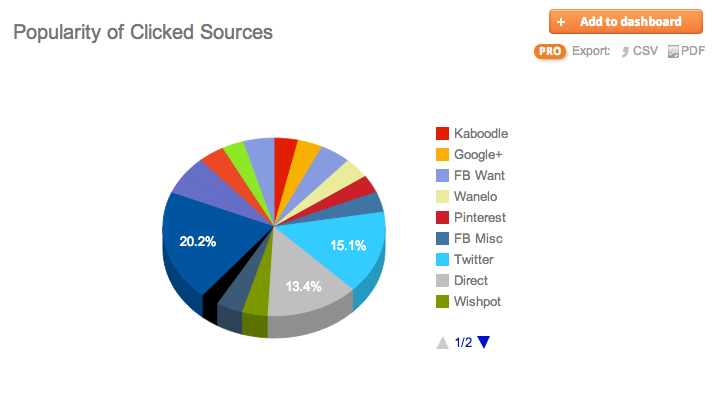 Popularity of Clicked Sources
+ Add to dashboard
PRO Export: CSV PDF
Kaboodle
Google+
FB Want
Wanelo
Pinterest
FB Misc
Twitter
Direct
Wishpot
20.2%
15.1%
13.4%
1/2